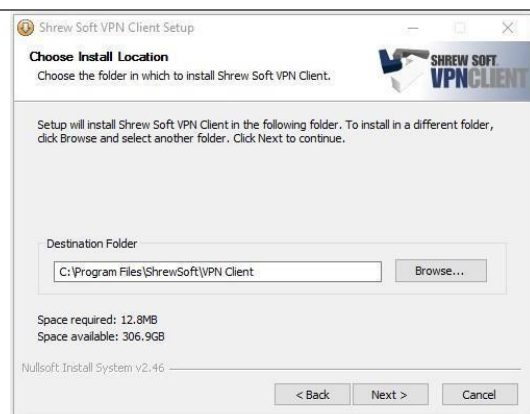 Shrew Soft VPN Client Setup
Choose Install Location
Choose the folder in which to install Shrew Soft VPN Client.
SHREW SOFT
VPNCLIENT
Setup will install Shrew Soft VPN Client in the following folder. To install in a different folder,
click Browse and select another folder. Click Next to continue.
Destination Folder
C:\Program Files\ShrewSoft\VPN Client
Browse...
Space required: 12.8MB
Space available: 306.9GB
Nullsoft Install System v2.46
< Back
Next >
Cancel